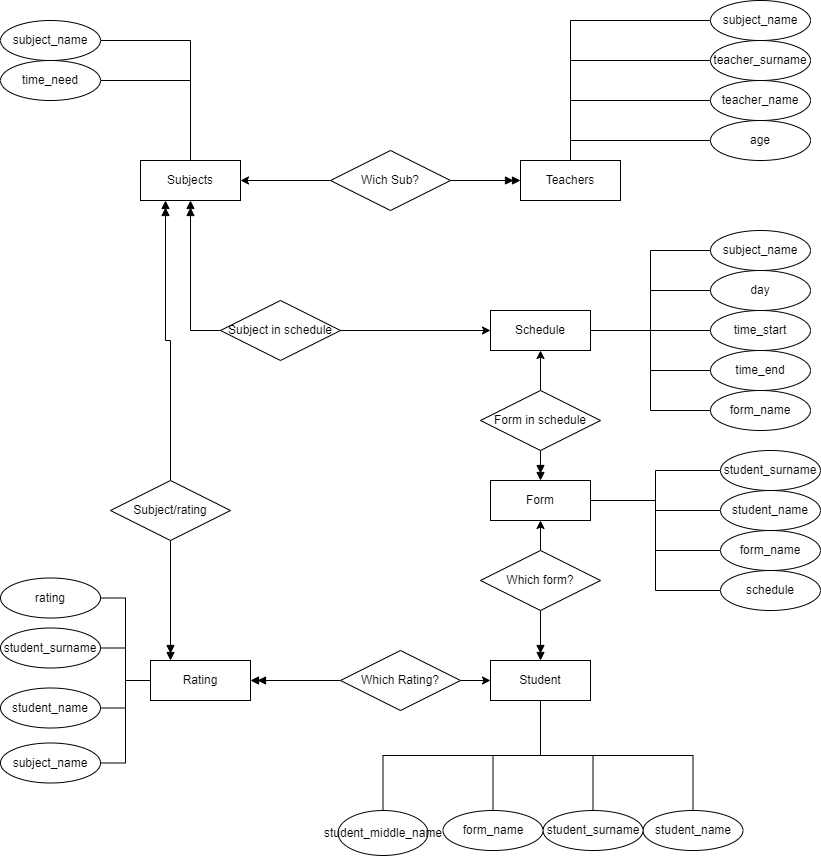 subject_name
time_need
subject_name
teacher_surname
teacher_name
age
Subjects
Wich Sub?
Teachers
subject_name
day
time_start
time_end
form_name
Subject in schedule
Schedule
Form in schedule
student_surname
student_name
form_name
schedule
Form
Subject/rating
Which form?
rating
student_surname
student_name
subject_name
Rating
Which Rating?
Student
student_middle_name
form_name
student_surname
student_name